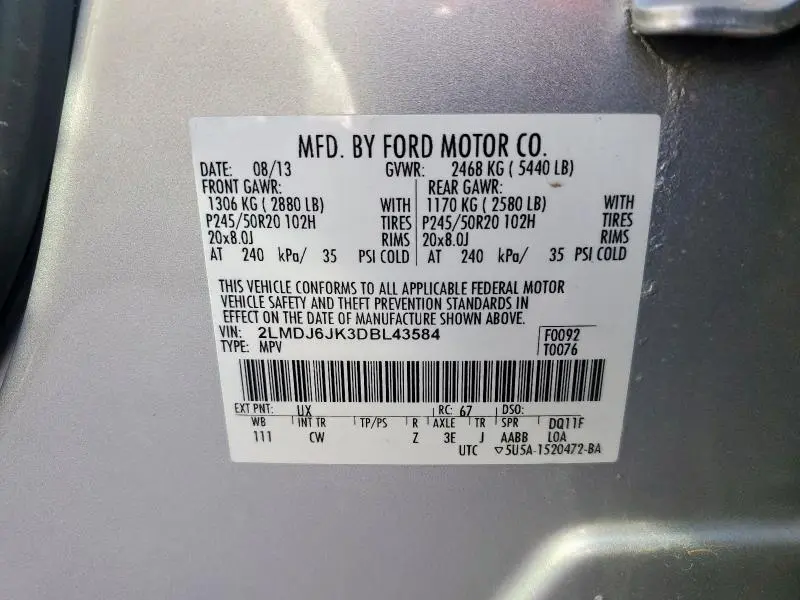 MFD. BY FORD MOTOR CO.
DATE: 08/13 GVWR: 2468 KG ( 5440 LB)
FRONT GAWR: REAR GAWR:
1306 KG ( 2880 LB) WITH 1170 KG ( 2580 LB) WITH
P245/50R20 102H TIRES P245/50R20 102H TIRES
20x8.0J RIMS 20x8.0J RIMS
AT 240 kPa/ 35 PSI COLD AT 240 kPa/ 35 PSI COLD
THIS VEHICLE CONFORMS TO ALL APPLICABLE FEDERAL MOTOR
VEHICLE SAFETY AND THEFT PREVENTION STANDARDS IN
EFFECT ON THE DATE OF MANUFACTURE SHOWN ABOVE.
VIN: 2LMDJ6JK3DBL43584 F0092
TYPE: MPV T0076
EXT PNT: UX RC: 67 DSO:
WB INT TR TP/PS R AXLE TR SPR DQ11F
111 CW Z 3E J AABB LOA
UTC ▽5U5A-1520472-BA